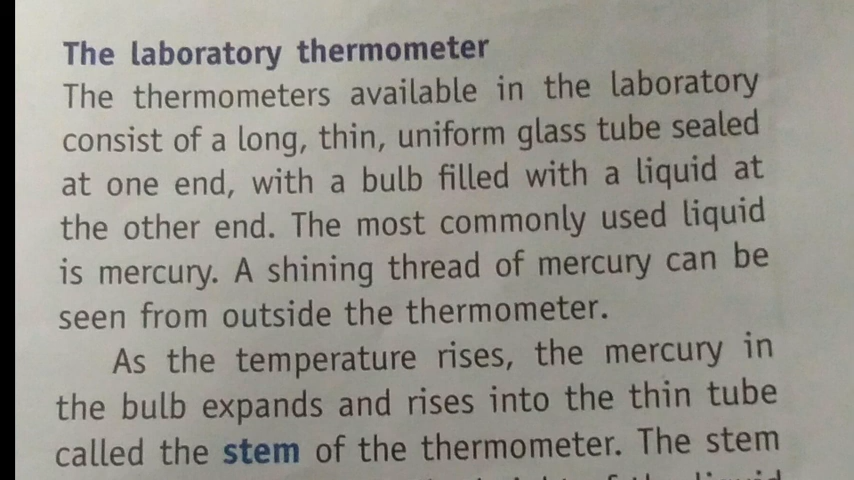 The laboratory thermometer
The thermometers available in the laboratory
consist of a long, thin, uniform glass tube sealed
at one end, with a bulb filled with a liquid at
the other end. The most commonly used liquid
is mercury. A shining thread of mercury can be
seen from outside the thermometer.
As the temperature rises, the mercury in
the bulb expands and rises into the thin tube
called the stem of the thermometer. The stem